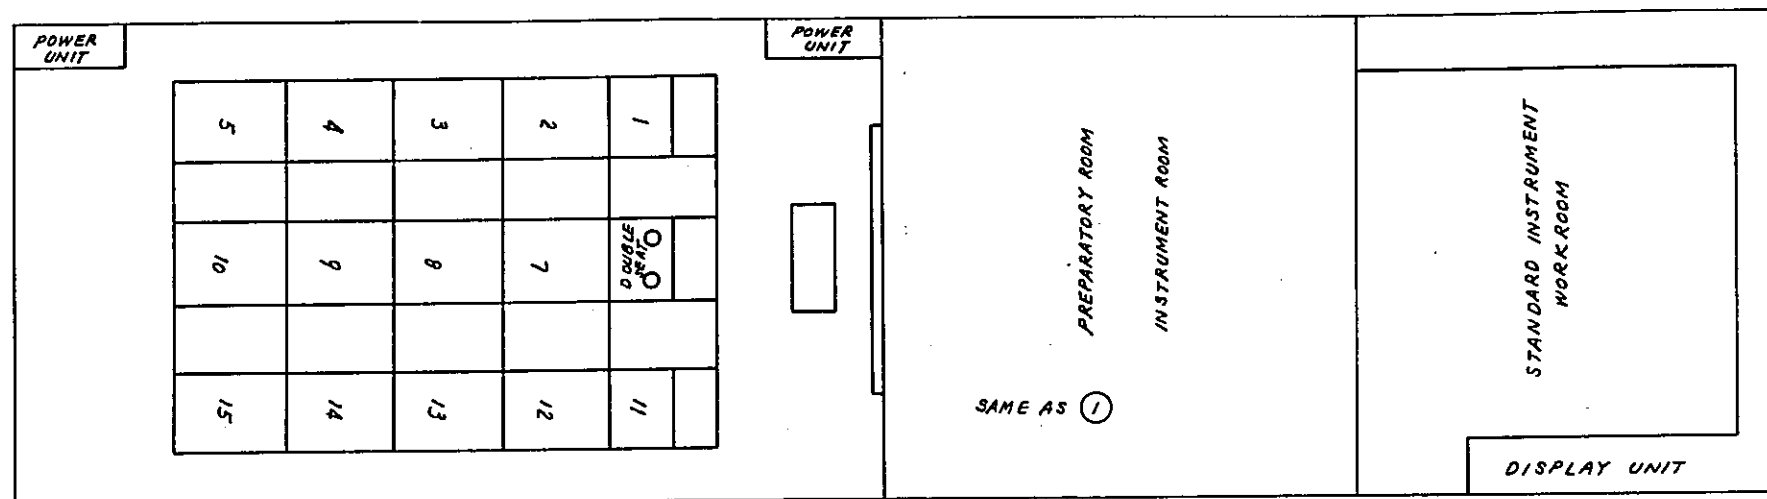 POWER
UNIT
POWER
UNIT
5
4
3
2
1
DOUBLE
SEAT
10
9
8
7
15
14
13
12
11
PREPARATORY ROOM
INSTRUMENT ROOM
SAME AS 1
STANDARD INSTRUMENT
WORKROOM
DISPLAY UNIT